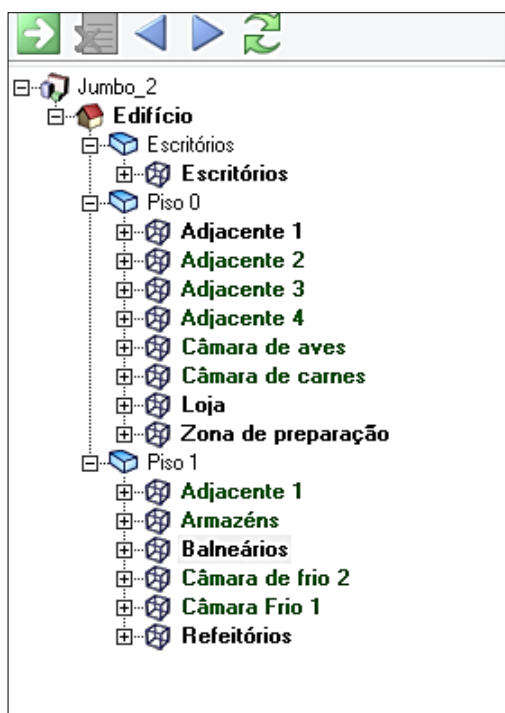 Jumbo_2
Edifício
Escritórios
Escritórios
Piso 0
Adjacente 1
Adjacente 2
Adjacente 3
Adjacente 4
Câmara de aves
Câmara de carnes
Loja
Zona de preparação
Piso 1
Adjacente 1
Armazéns
Balneários
Câmara de frio 2
Câmara Frio 1
Refeitórios